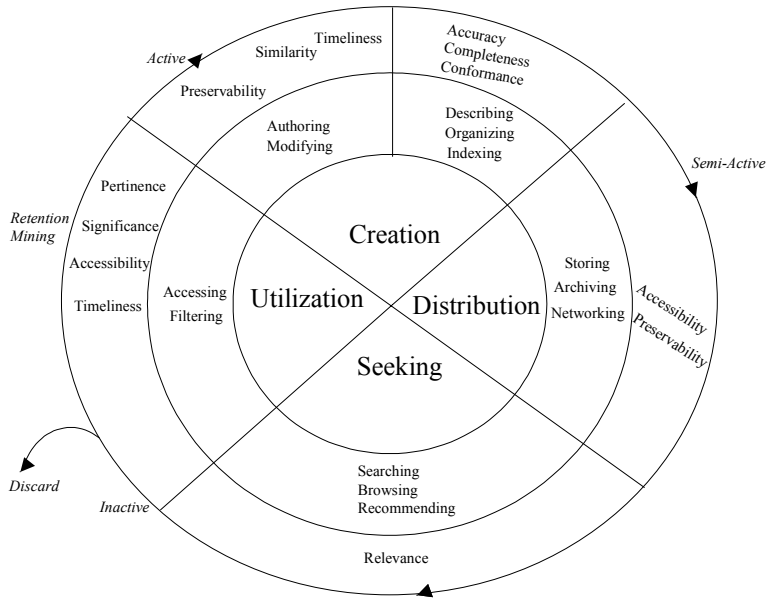 Active
Similarity
Timeliness
Preservability
Accuracy
Completeness
Conformance
Authoring
Modifying
Describing
Organizing
Indexing
Semi-Active
Pertinence
Significance
Accessibility
Timeliness
Retention
Mining
Accessing
Filtering
Creation
Utilization
Distribution
Seeking
Storing
Archiving
Networking
Accessibility
Preservability
Discard
Inactive
Searching
Browsing
Recommending
Relevance